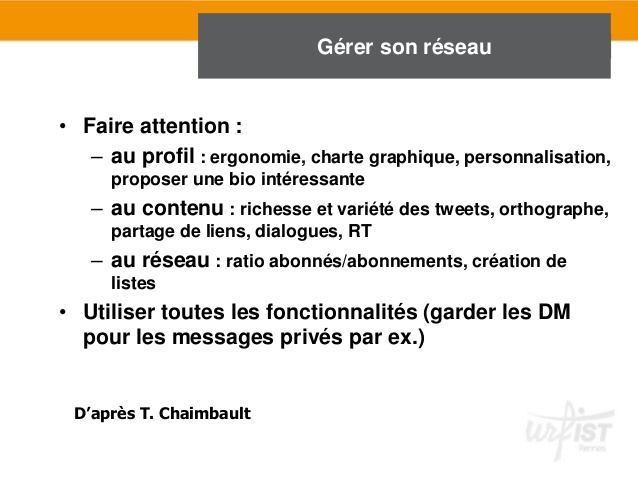 Gérer son réseau
• Faire attention :
– au profil : ergonomie, charte graphique, personnalisation,
proposer une bio intéressante
– au contenu : richesse et variété des tweets, orthographe,
partage de liens, dialogues, RT
– au réseau : ratio abonnés/abonnements, création de
listes
• Utiliser toutes les fonctionnalités (garder les DM
pour les messages privés par ex.)
D’après T. Chaimbault
urfIST
Rennes